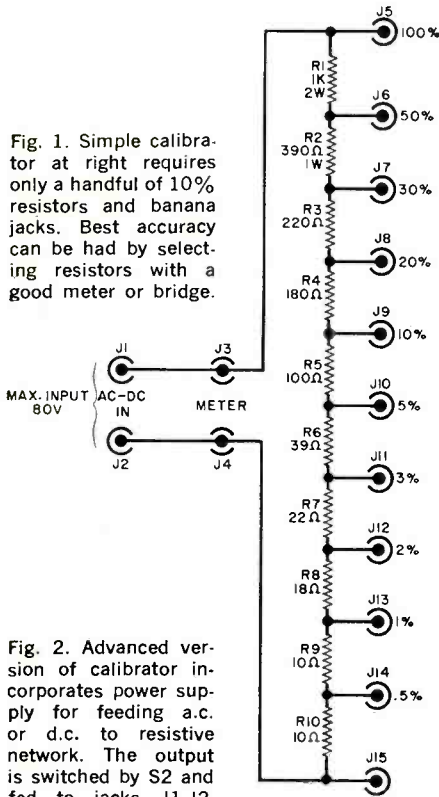 Fig. 1. Simple calibra-
tor at right requires
only a handful of 10%
resistors and banana
jacks. Best accuracy
can be had by select-
ing resistors with a
good meter or bridge.
J5
100%
R1
1K
2W
J6
50%
R2
390Ω
1W
J7
30%
R3
220Ω
J8
20%
R4
180Ω
J9
10%
R5
100Ω
J10
5%
R6
39Ω
J11
3%
R7
22Ω
J12
2%
R8
18Ω
J13
1%
R9
10Ω
J14
.5%
R10
10Ω
J15
J1
J3
MAX. INPUT
80V
AC-DC
IN
METER
J2
J4
Fig. 2. Advanced ver-
sion of calibrator in-
corporates power sup-
ply for feeding a.c.
or d.c. to resistive
network. The output
is switched by S2 and
fed to jacks J1-J2.